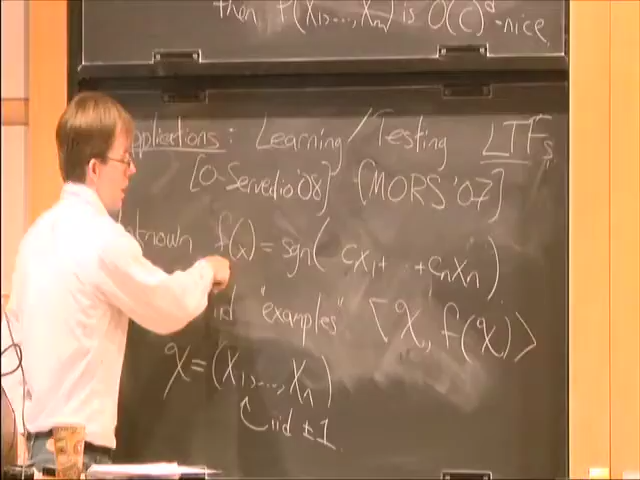 then, f(X₁,...,Xₙ) is O(C)ᵈ-nice
Applications: Learning/Testing LTFs
[O-Servedio'08] [MORS '07]
unknown f(x) = sgn( c₁x₁+ ··· +cₙxₙ )
iid "examples" <x, f(x)>
x = (x₁,..., xₙ)
iid ±1